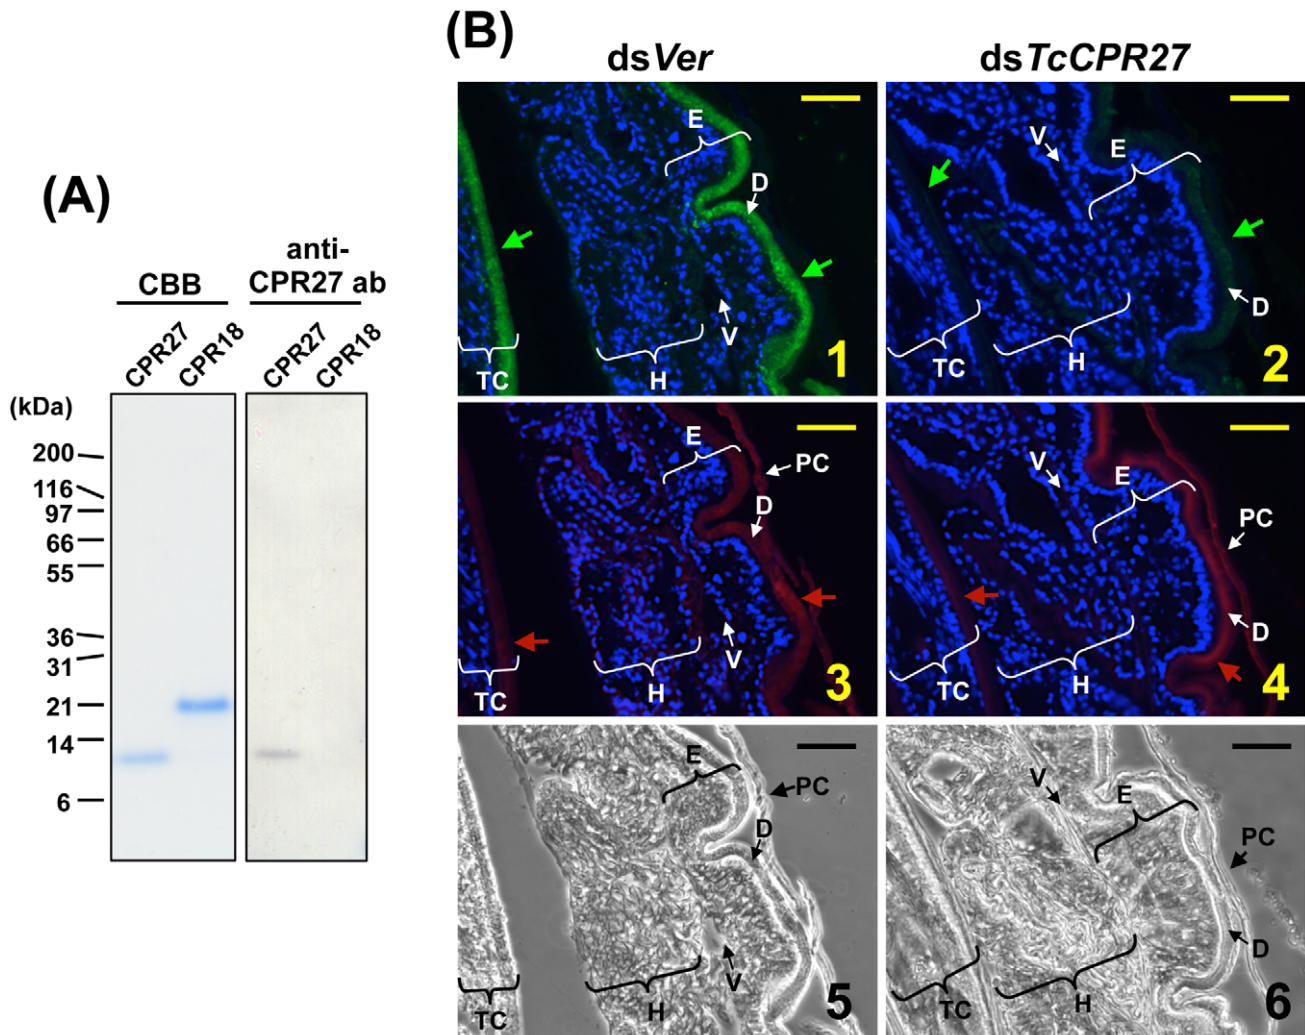 (B)
dsVer
dsTcCPR27
(A)
anti-
CBB
CPR27 ab
CPR27
CPR18
CPR27
CPR18
(kDa)
200
116
97
66
55
36
31
21
14
6
E
D
V
TC
H
1
V
E
D
TC
H
2
E
PC
D
V
TC
H
3
V
E
PC
D
TC
H
4
E
PC
D
V
TC
H
5
V
E
PC
D
TC
H
6